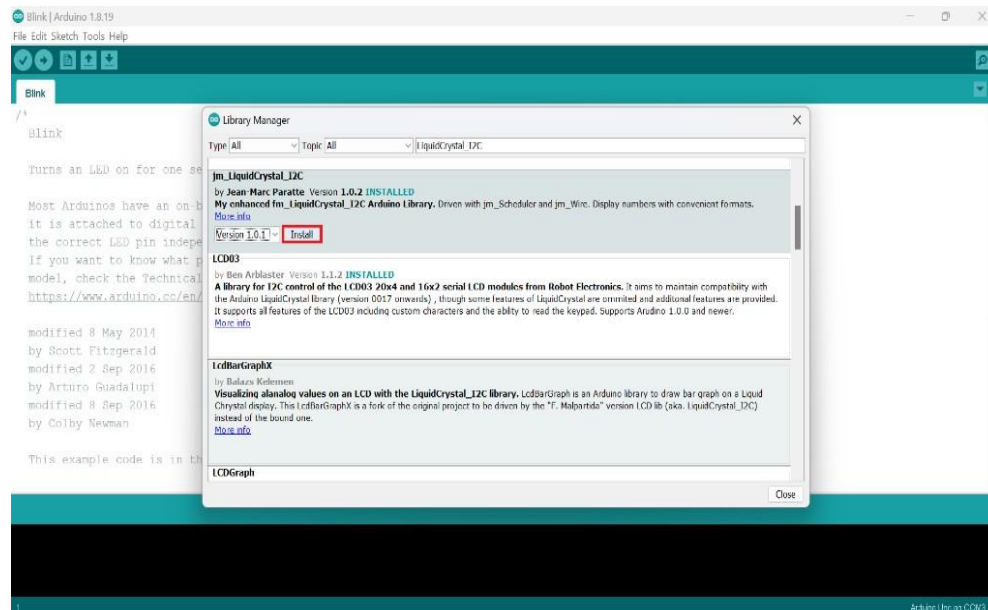 Blink | Arduino 1.8.19
File Edit Sketch Tools Help
Blink
/*
Blink
Turns an LED on for one se
Most Arduinos have an on-b
it is attached to digital
the correct LED pin indepe
If you want to know what p
model, check the Technical
https://www.arduino.cc/en/
modified 8 May 2014
by Scott Fitzgerald
modified 2 Sep 2016
by Arturo Guadalupi
modified 8 Sep 2016
by Colby Newman
This example code is in th
Library Manager
Type All Topic All LiquidCrystal_I2C
jm_LiquidCrystal_I2C
by Jean-Marc Paratte Version 1.0.2 INSTALLED
My enhanced fm_LiquidCrystal_I2C Arduino Library. Driven with jm_Scheduler and jm_Wire. Display numbers with convenient formats.
More info
Version 1.0.1 Install
LCD03
by Ben Arblaster Version 1.1.2 INSTALLED
A library for I2C control of the LCD03 20x4 and 16x2 serial LCD modules from Robot Electronics. It aims to maintain compatibility with
the Arduino LiquidCrystal library (version 0017 onwards) , though some features of LiquidCrystal are ommited and additonal features are provided.
It supports all features of the LCD03 including custom characters and the ablity to read the keypad. Supports Arudino 1.0.0 and newer.
More info
LcdBarGraphX
by Balazs Kelemen
Visualizing alanalog values on an LCD with the LiquidCrystal_I2C library. LcdBarGraph is an Arduino library to draw bar graph on a Liquid
Chrystal display. This LcdBarGraphX is a fork of the original project to be driven by the "F. Malpartida" version LCD lib (aka. LiquidCrystal_I2C)
instead of the bound one.
More info
LCDGraph
Close
1
Arduino Uno on COM3